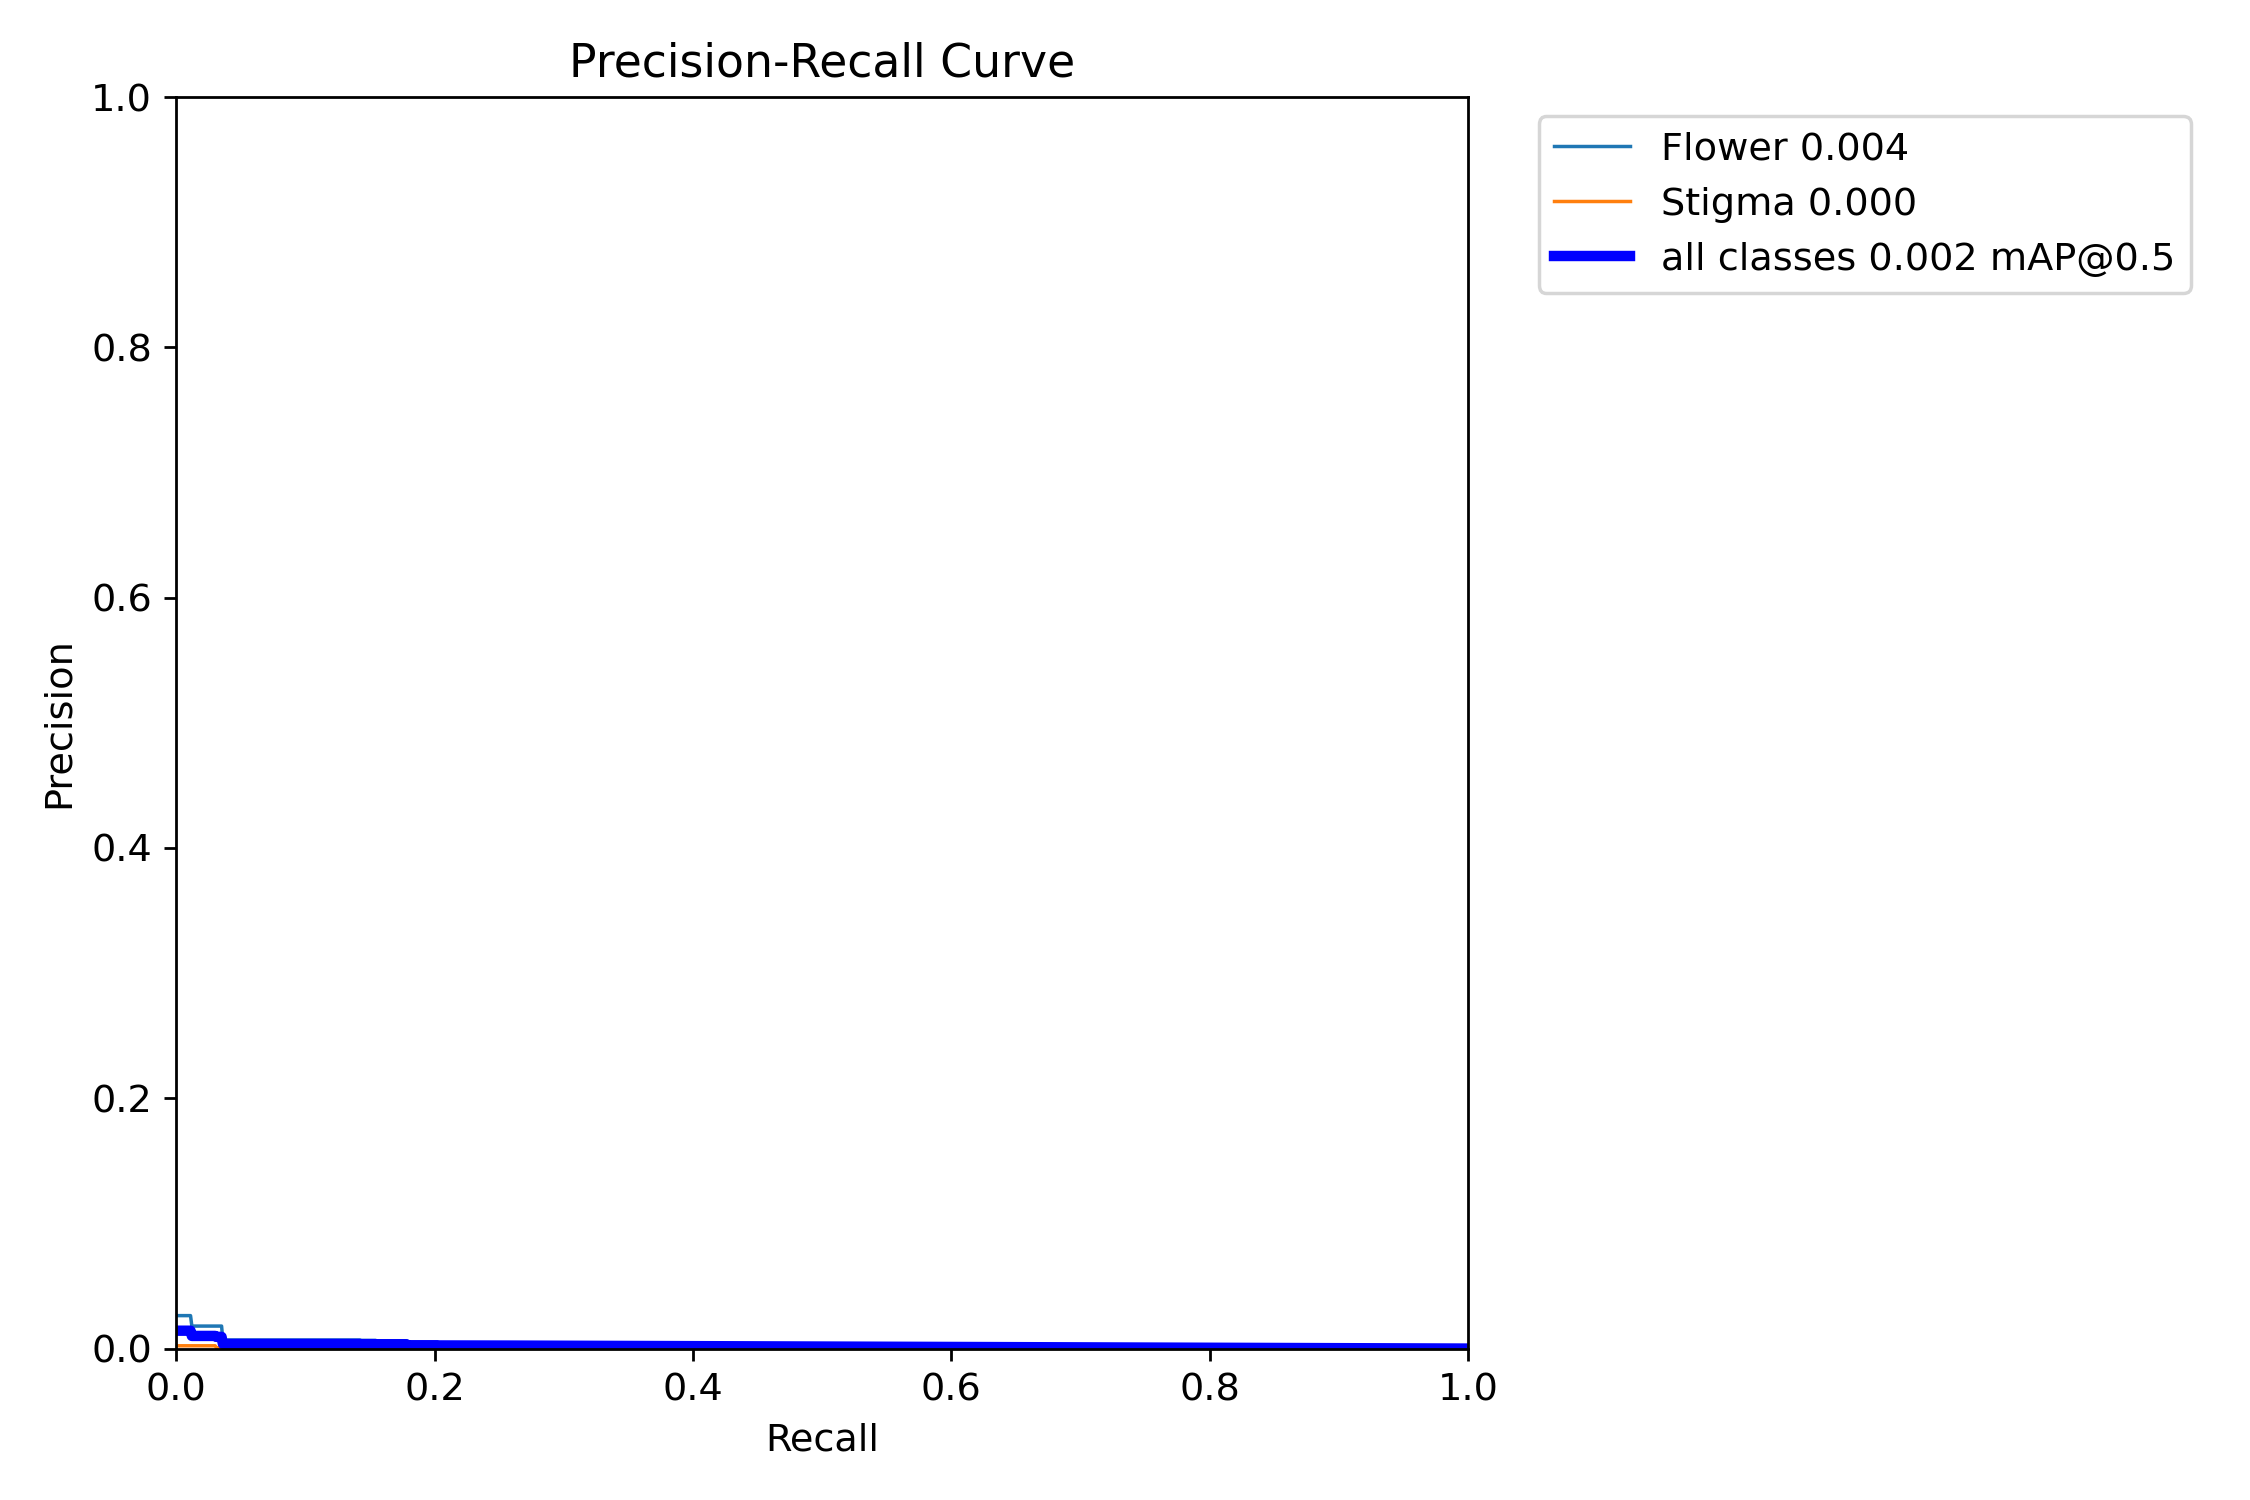 Precision-Recall Curve
1.0
0.8
0.6
0.4
0.2
0.0
Precision
0.0 0.2 0.4 0.6 0.8 1.0
Recall
Flower 0.004
Stigma 0.000
all classes 0.002 mAP@0.5